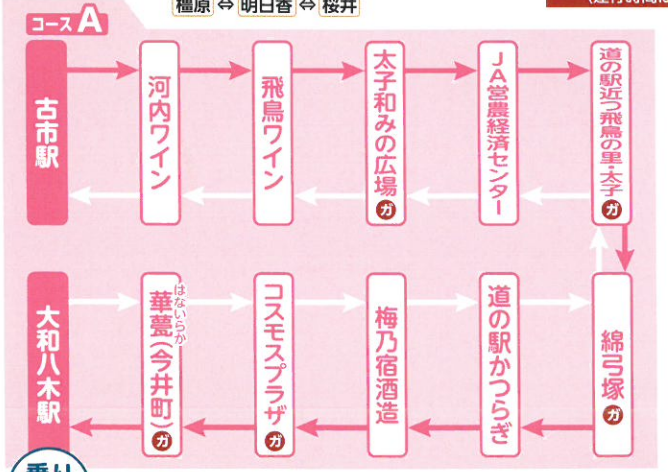 橿原 ⇔ 明日香 ⇔ 桜井
コース A
古市駅
河内ワイン
飛鳥ワイン
太子和みの広場 ガ
JA営農経済センター
道の駅近つ飛鳥の里・太子 ガ
大和八木駅
はないらか
華甍(今井町) ガ
コスモスプラザ ガ
梅乃宿酒造
道の駅かつらぎ
綿弓塚 ガ
乗り